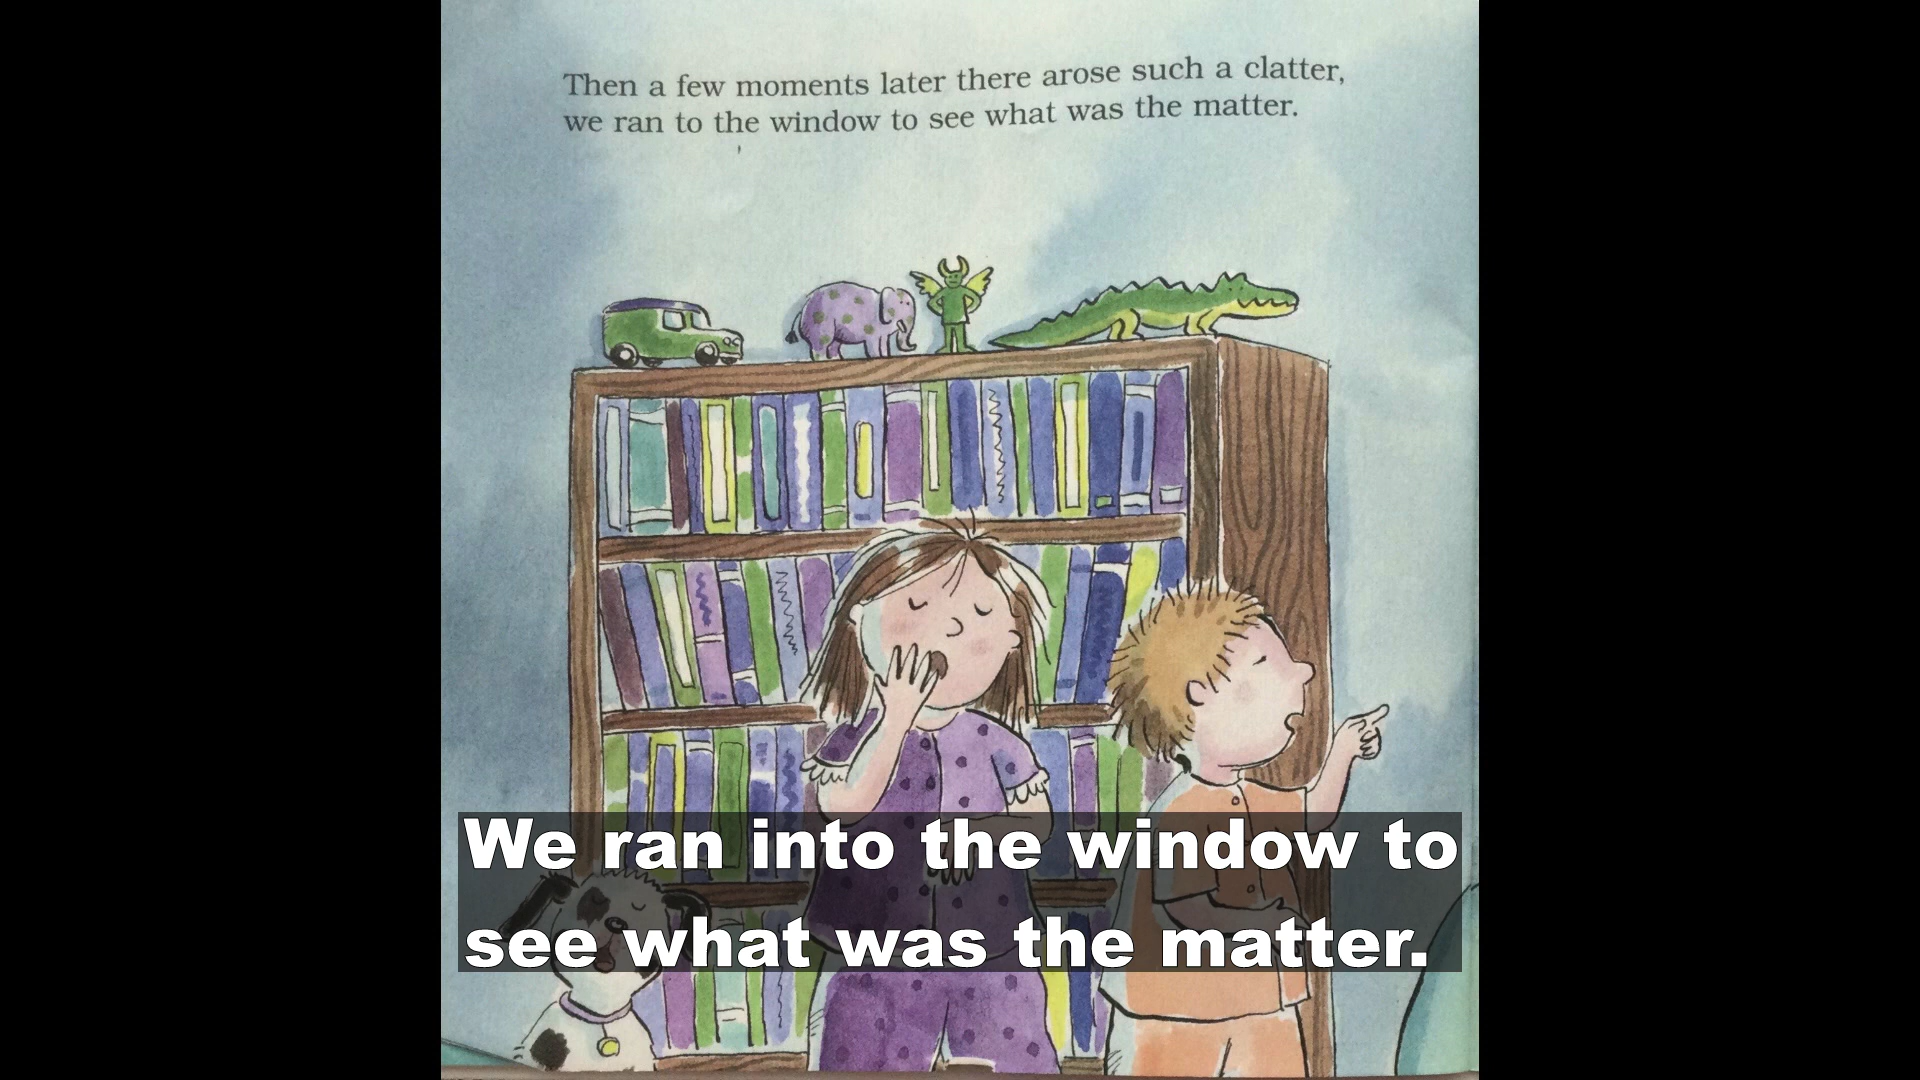 Then a few moments later there arose such a clatter,
we ran to the window to see what was the matter.
We ran into the window to
see what was the matter.